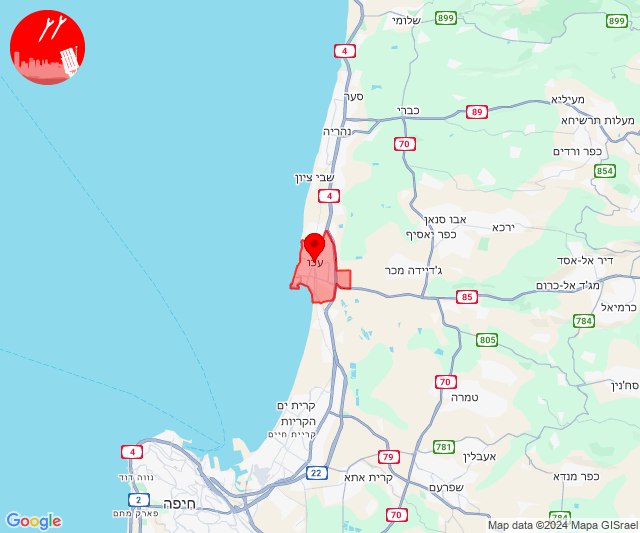 שלומי
899
899
4
סער
מעיליא
כברי
89
מעלות תרשיחא
נהריה
70
כפר ורדים
854
שבי ציון
4
אבו סנאן
כפר יאסיף
ירכא
עכו
ג'דיידה מכר
דיר אל-אסד
מג'ד אל-כרום
85
כרמיאל
784
805
70
סח'נין
טמרה
קרית ים
הקריות
קריית חיים
4
781
79
אעבלין
22
נווה דוד
קרית אתא
כפר מנדא
שפרעם
2
חיפה
פארק מתם
70
784
Google
Map data ©2024 Mapa GISrael